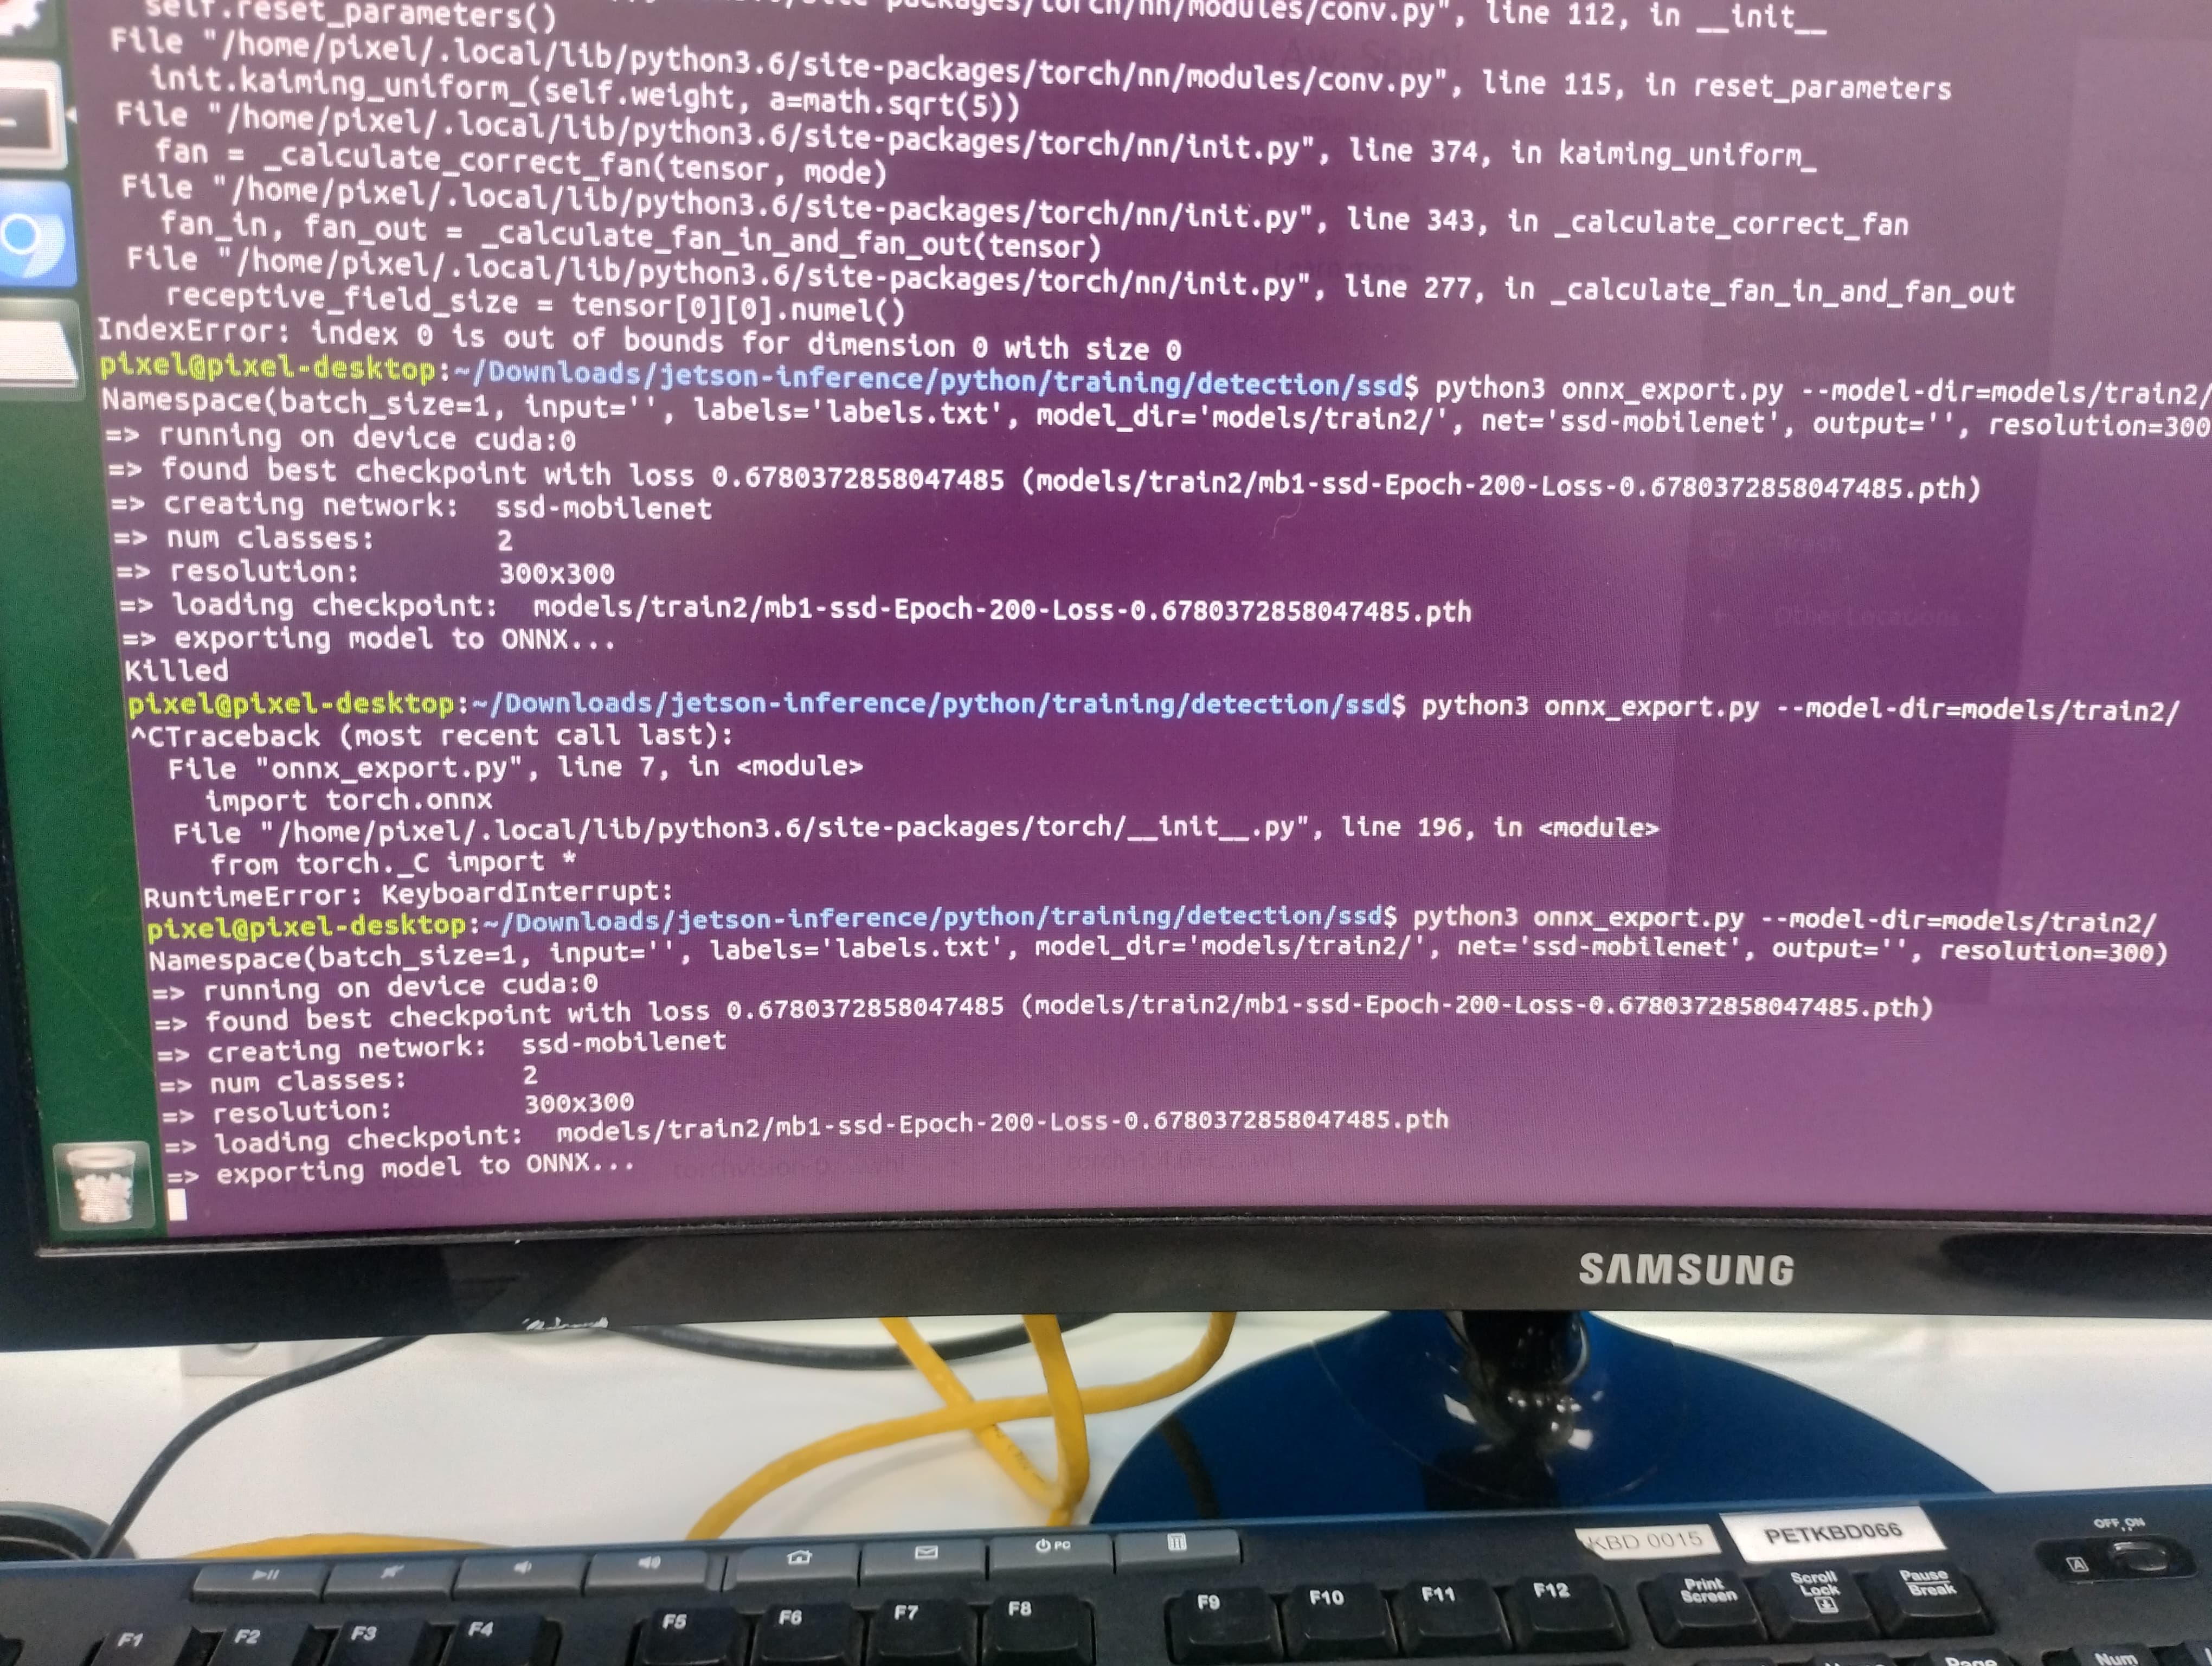 self.reset_parameters()
packages/torch/nn/modules/conv.py", line 112, in __init__
File "/home/pixel/.local/lib/python3.6/site-packages/torch/nn/modules/conv.py", line 115, in reset_parameters
init.kaiming_uniform_(self.weight, a=math.sqrt(5))
File "/home/pixel/.local/lib/python3.6/site-packages/torch/nn/init.py", line 374, in kaiming_uniform_
fan = _calculate_correct_fan(tensor, mode)
File "/home/pixel/.local/lib/python3.6/site-packages/torch/nn/init.py", line 343, in _calculate_correct_fan
fan_in, fan_out = _calculate_fan_in_and_fan_out(tensor)
File "/home/pixel/.local/lib/python3.6/site-packages/torch/nn/init.py", line 277, in _calculate_fan_in_and_fan_out
receptive_field_size = tensor[0][0].numel()
IndexError: index 0 is out of bounds for dimension 0 with size 0
pixel@pixel-desktop:~/Downloads/jetson-inference/python/training/detection/ssd$ python3 onnx_export.py --model-dir=models/train2/
Namespace(batch_size=1, input='', labels='labels.txt', model_dir='models/train2/', net='ssd-mobilenet', output='', resolution=300
=> running on device cuda:0
=> found best checkpoint with loss 0.6780372858047485 (models/train2/mb1-ssd-Epoch-200-Loss-0.6780372858047485.pth)
=> creating network: ssd-mobilenet
=> num classes: 2
=> resolution: 300x300
=> loading checkpoint: models/train2/mb1-ssd-Epoch-200-Loss-0.6780372858047485.pth
=> exporting model to ONNX...
Killed
pixel@pixel-desktop:~/Downloads/jetson-inference/python/training/detection/ssd$ python3 onnx_export.py --model-dir=models/train2/
^CTraceback (most recent call last):
File "onnx_export.py", line 7, in <module>
import torch.onnx
File "/home/pixel/.local/lib/python3.6/site-packages/torch/__init__.py", line 196, in <module>
from torch._C import *
RuntimeError: KeyboardInterrupt:
pixel@pixel-desktop:~/Downloads/jetson-inference/python/training/detection/ssd$ python3 onnx_export.py --model-dir=models/train2/
Namespace(batch_size=1, input='', labels='labels.txt', model_dir='models/train2/', net='ssd-mobilenet', output='', resolution=300)
=> running on device cuda:0
=> found best checkpoint with loss 0.6780372858047485 (models/train2/mb1-ssd-Epoch-200-Loss-0.6780372858047485.pth)
=> creating network: ssd-mobilenet
=> num classes: 2
=> resolution: 300x300
=> loading checkpoint: models/train2/mb1-ssd-Epoch-200-Loss-0.6780372858047485.pth
=> exporting model to ONNX...
SAMSUNG
KBD 0015
PETKBD066
OFF ON
PC
A
F1 F2 F3 F4 F5 F6 F7 F8 F9 F10 F11 F12
Print Screen
Scroll Lock
Pause Break
Num